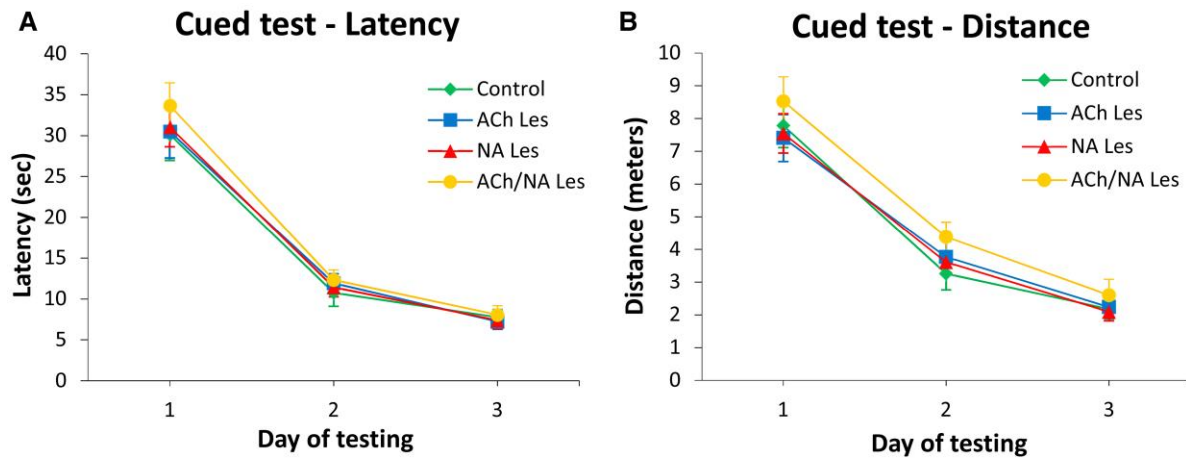 A
Cued test - Latency
Latency (sec)
40
35
30
25
20
15
10
5
0
Control
ACh Les
NA Les
ACh/NA Les
1 2 3
Day of testing
B
Cued test - Distance
Distance (meters)
10
9
8
7
6
5
4
3
2
1
0
Control
ACh Les
NA Les
ACh/NA Les
1 2 3
Day of testing